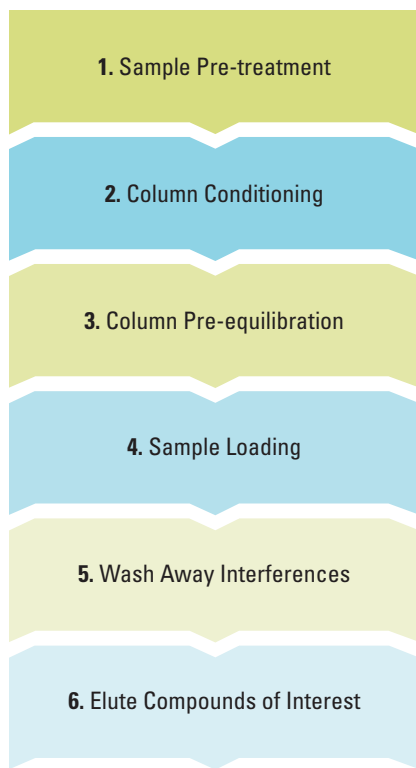 1. Sample Pre-treatment
2. Column Conditioning
3. Column Pre-equilibration
4. Sample Loading
5. Wash Away Interferences
6. Elute Compounds of Interest